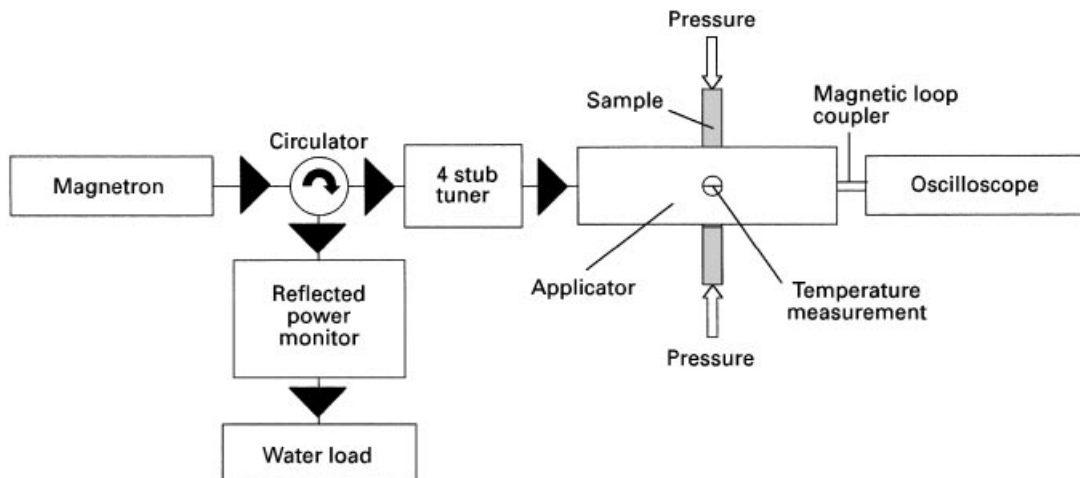 Pressure
Sample
Magnetic loop
coupler
Circulator
Magnetron
4 stub
tuner
Oscilloscope
Applicator
Temperature
measurement
Reflected
power
monitor
Pressure
Water load